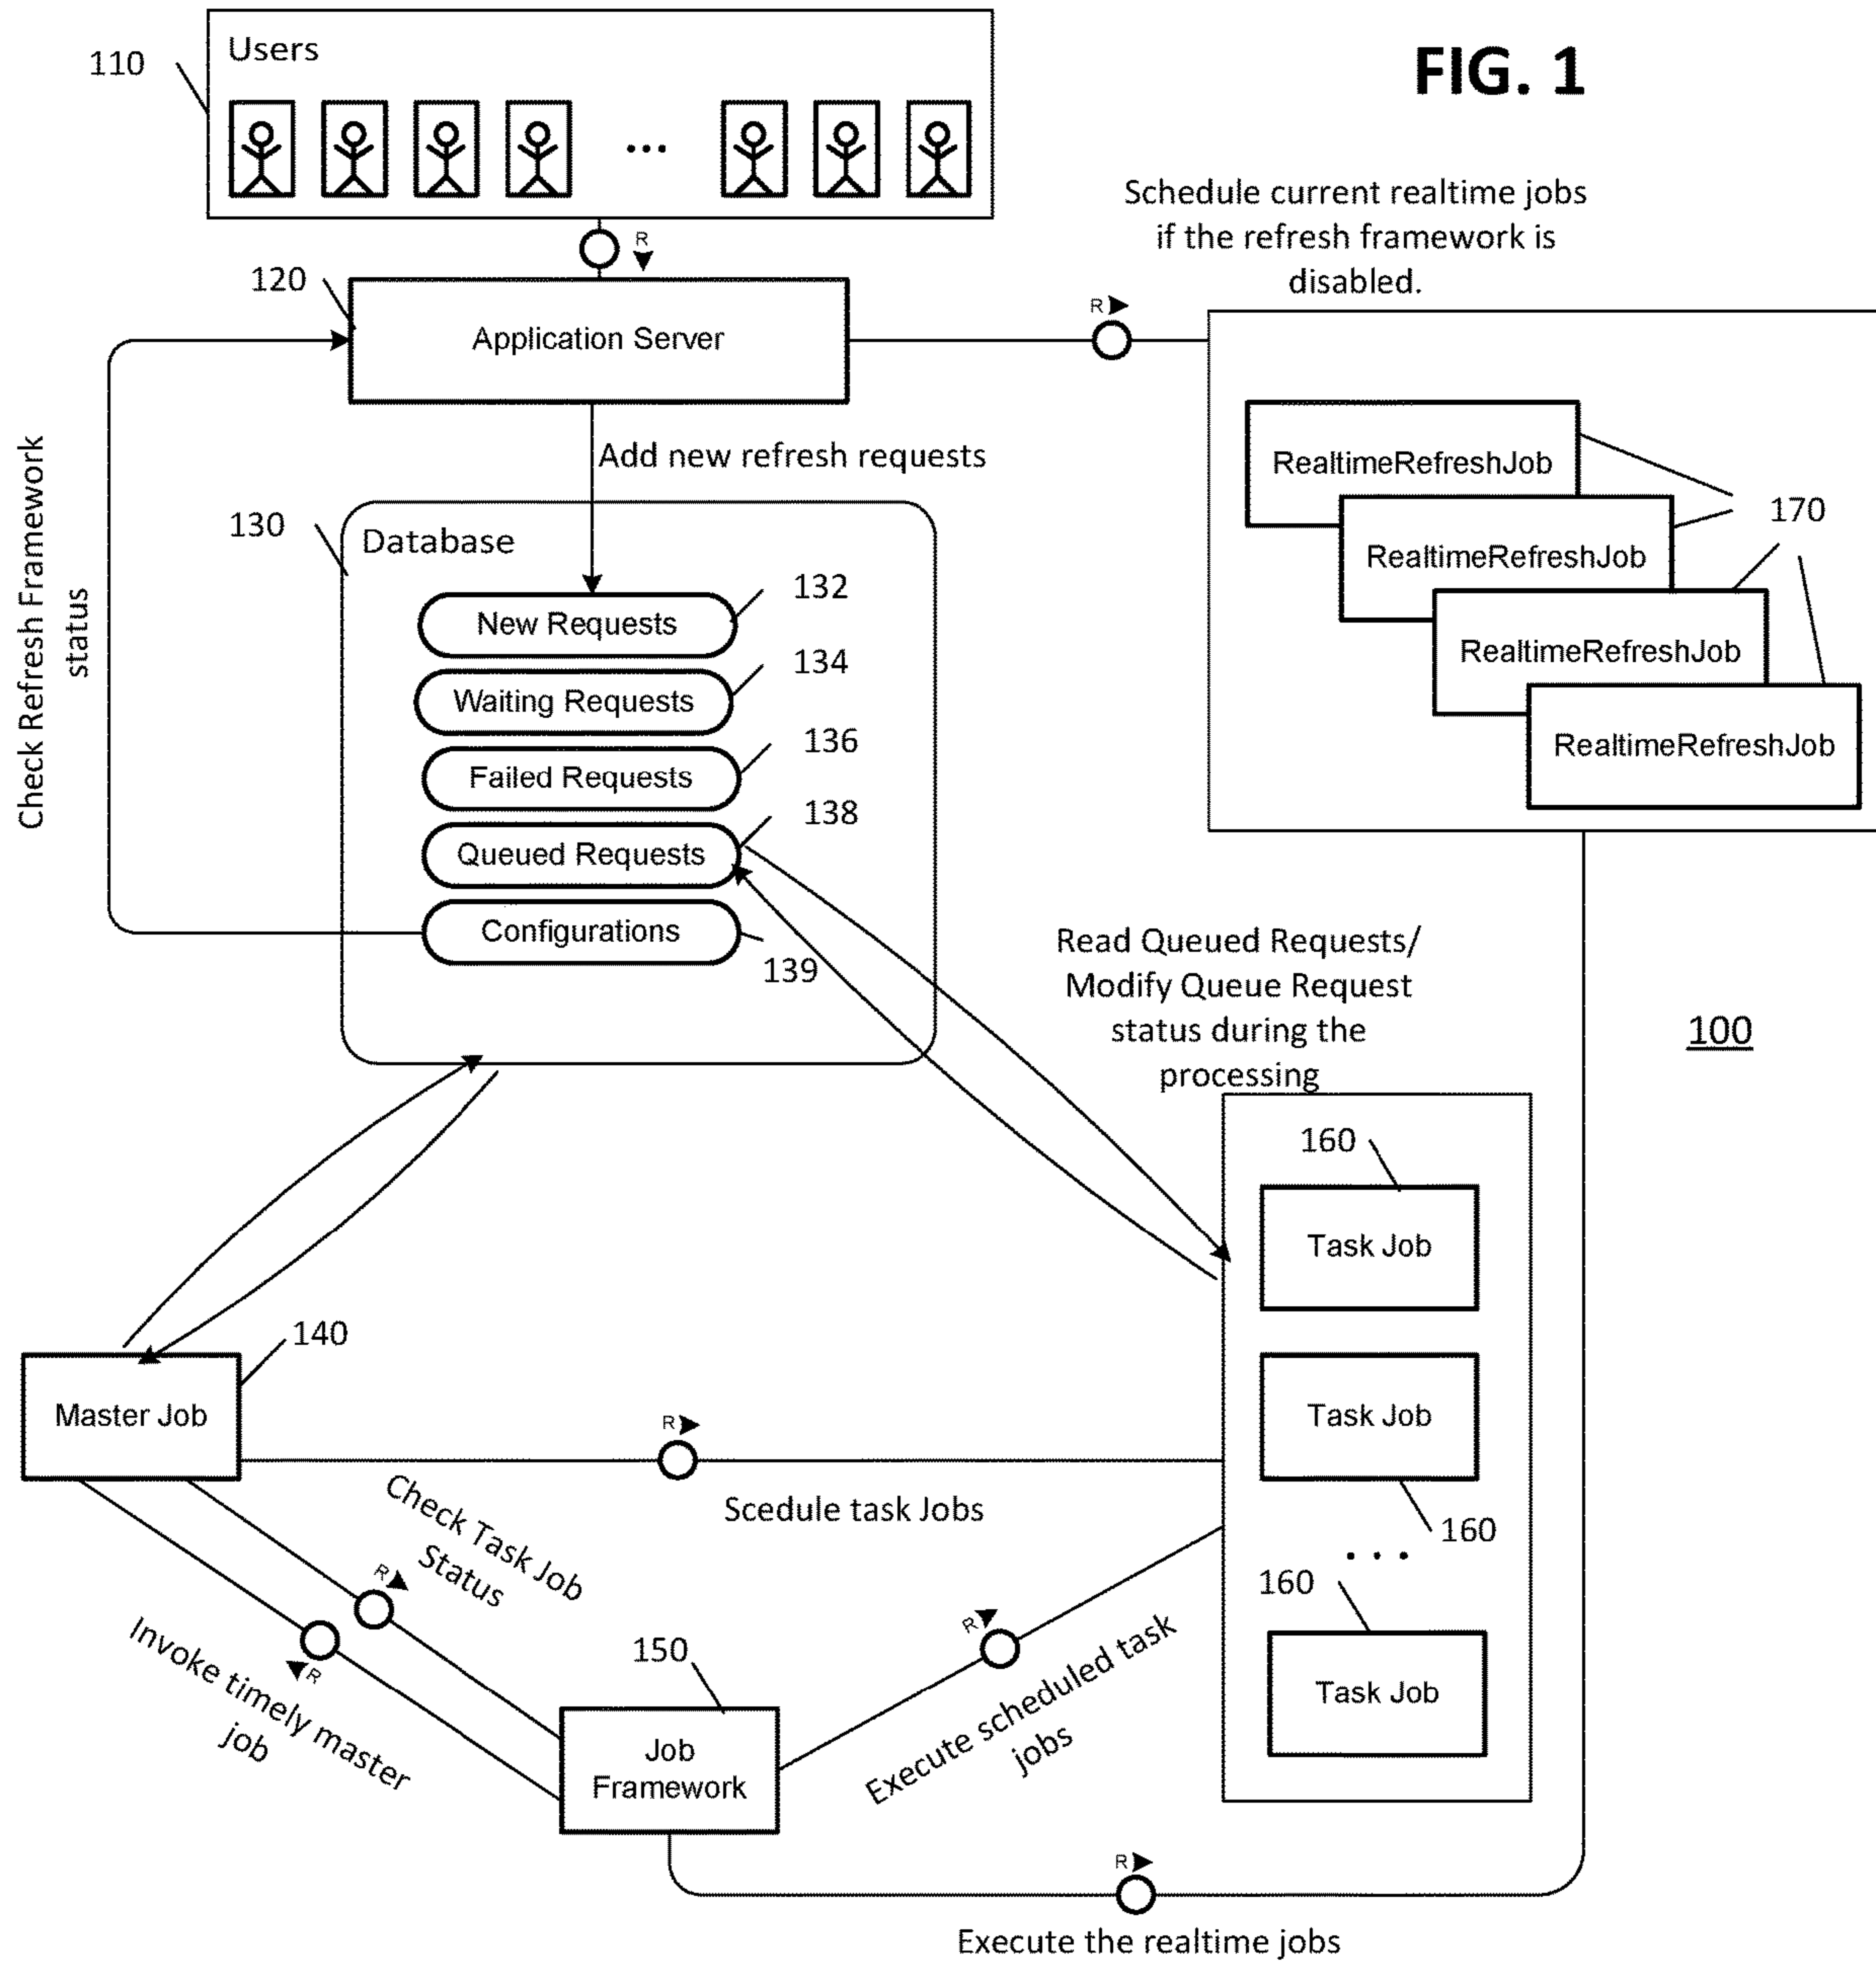 FIG. 1
Users
110
R
120
Application Server
R
Schedule current realtime jobs
if the refresh framework is
disabled.
RealtimeRefreshJob
RealtimeRefreshJob
RealtimeRefreshJob
RealtimeRefreshJob
170
Check Refresh Framework
status
Add new refresh requests
130
Database
New Requests
132
Waiting Requests
134
Failed Requests
136
Queued Requests
138
Configurations
139
Read Queued Requests/
Modify Queue Request
status during the
processing
100
160
Task Job
Task Job
160
...
160
Task Job
140
Master Job
R
Scedule task Jobs
Check Task Job
Status
R
R
Invoke timely master
job
150
Job
Framework
R
Execute scheduled task
jobs
R
Execute the realtime jobs